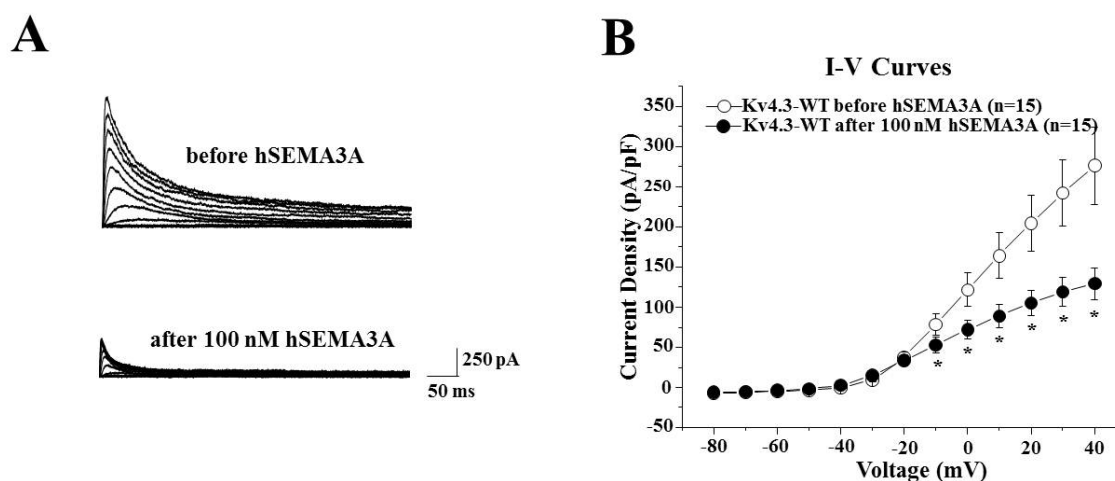 A
before hSEMA3A
after 100 nM hSEMA3A
250 pA
50 ms
B
I-V Curves
Kv4.3-WT before hSEMA3A (n=15)
Kv4.3-WT after 100 nM hSEMA3A (n=15)
Current Density (pA/pF)
350
300
250
200
150
100
50
0
-50
* * * * * *
-80 -60 -40 -20 0 20 40
Voltage (mV)